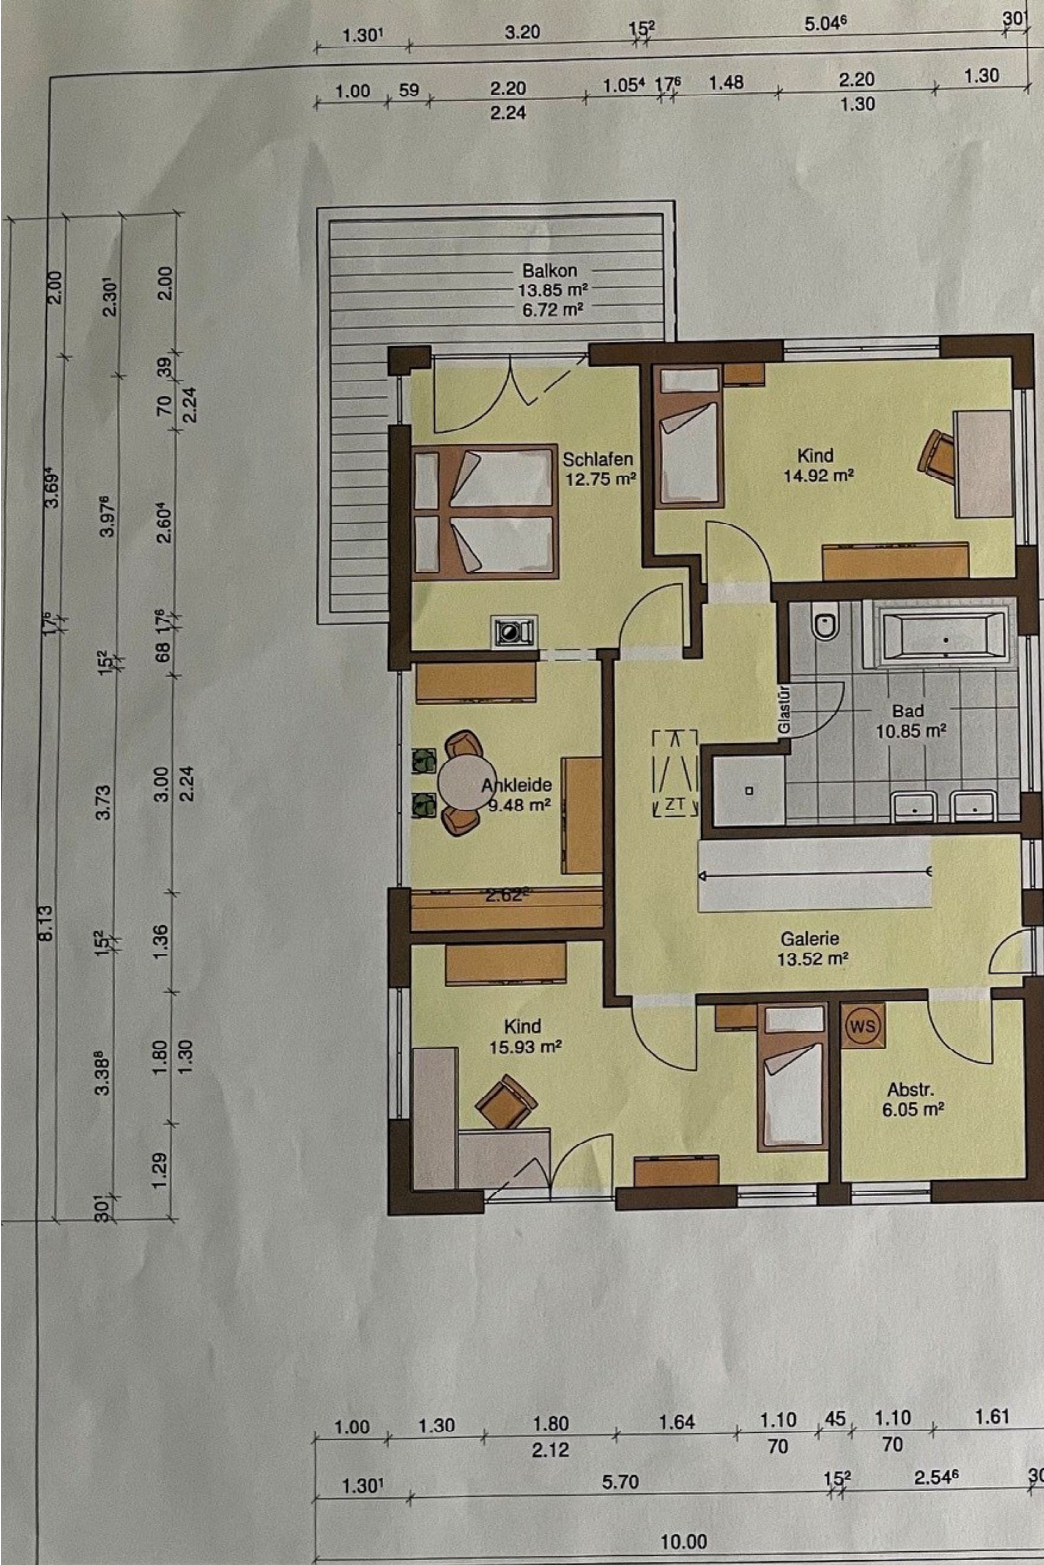 1.30¹ 3.20 15² 5.04⁶ 30¹
1.00 59 2.20 1.05⁴ 17⁶ 1.48 2.20 1.30
2.24 1.30
2.00 2.30¹ 2.00
39
70 2.24
3.69⁴ 3.97⁶ 2.60⁴
17⁶ 17⁶
15² 68
3.73 3.00 2.24
8.13
15² 1.36
3.38⁸ 1.80 1.30
1.29
30¹
Balkon
13.85 m²
6.72 m²
Schlafen
12.75 m²
Kind
14.92 m²
Glastür
Bad
10.85 m²
Ankleide
9.48 m²
ZT
2.62²
Galerie
13.52 m²
Kind
15.93 m²
WS
Abstr.
6.05 m²
1.00 1.30 1.80 1.64 1.10 45 1.10 1.61
2.12 70 70
1.30¹ 5.70 15² 2.54⁶ 30
10.00